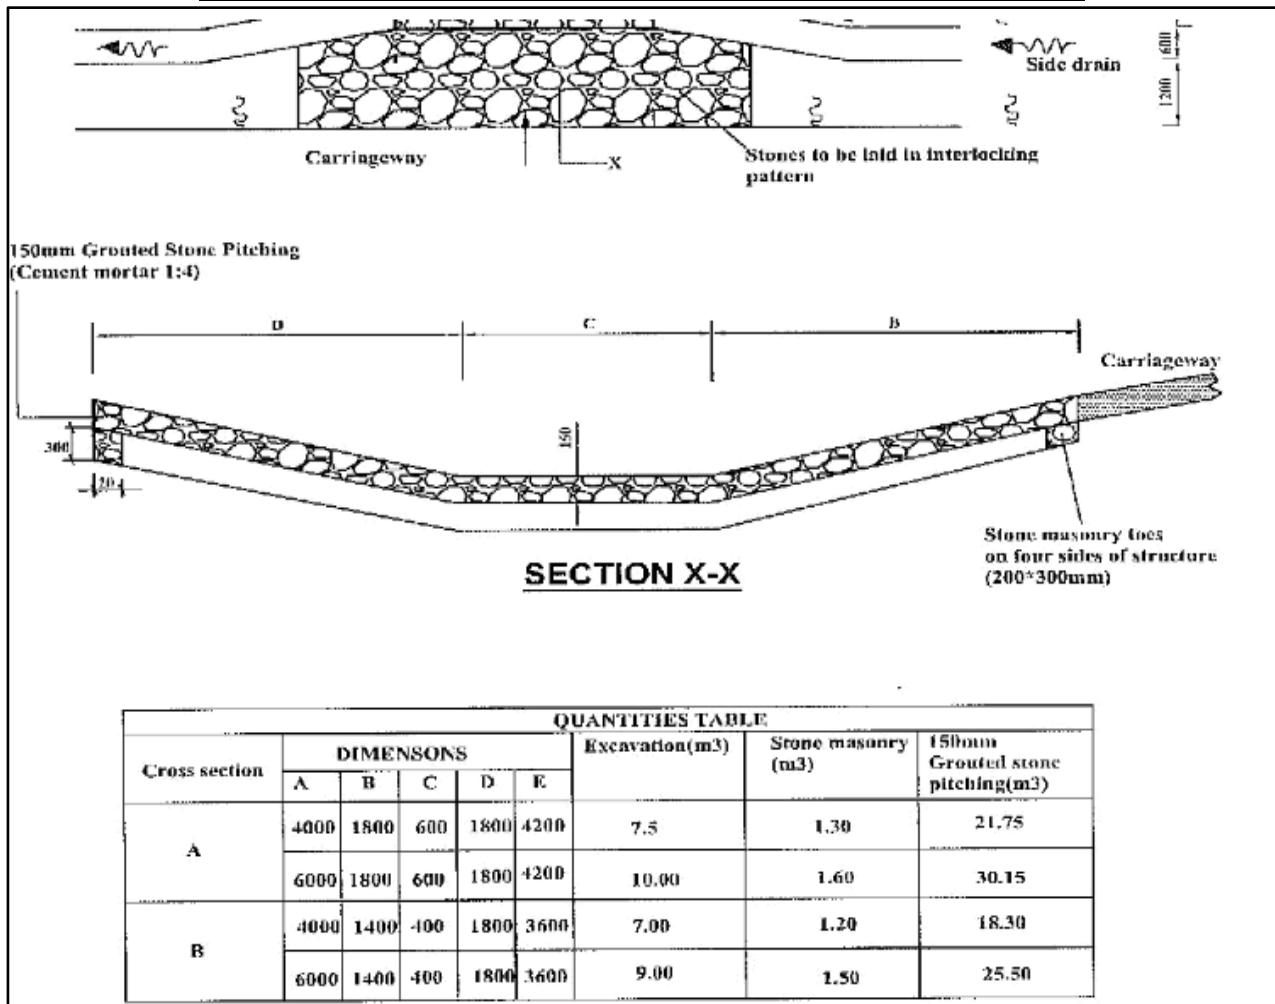 600
Side drain
1200
Carriageway
X
Stones to be laid in interlocking
pattern
150mm Grouted Stone Pitching
(Cement mortar 1:4)
D
C
B
Carriageway
300
150
20
Stone masonry toes
on four sides of structure
(200*300mm)
SECTION X-X
QUANTITIES TABLE
Cross section
DIMENSONS
Excavation(m3)
Stone masonry
(m3)
150mm
Grouted stone
pitching(m3)
A B C D E
A
4000 1800 600 1800 4200 7.5 1.30 21.75
6000 1800 600 1800 4200 10.00 1.60 30.15
B
4000 1400 400 1800 3600 7.00 1.20 18.30
6000 1400 400 1800 3600 9.00 1.50 25.50